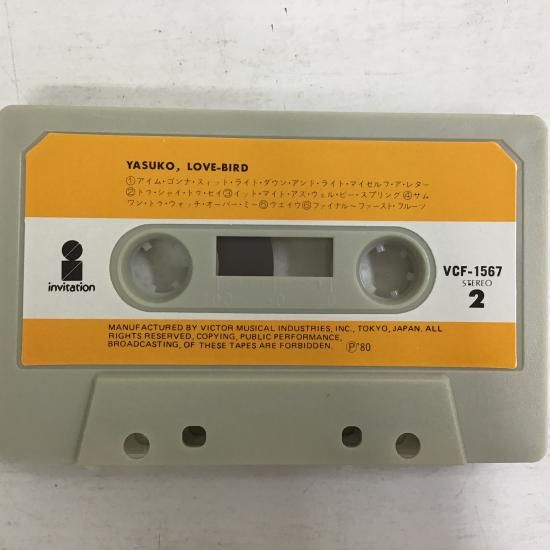 YASUKO, LOVE-BIRD
①アイム・ゴンナ・スィット・ライト・ダウン・アンド・ライト・マイセルフ・ア・レター
②トゥ・シャイ・トゥ・セイ③イット・マイト・アズ・ウェル・ビー・スプリング④サム
ワン・トゥ・ウォッチ・オーバー・ミー⑤ウエイヴ⑥ファイナル〜ファースト・フルーツ
invitation
VCF-1567
STEREO
2
MANUFACTURED BY VICTOR MUSICAL INDUSTRIES, INC., TOKYO, JAPAN. ALL
RIGHTS RESERVED, COPYING, PUBLIC PERFORMANCE,
BROADCASTING, OF THESE TAPES ARE FORBIDDEN. Ⓟ'80